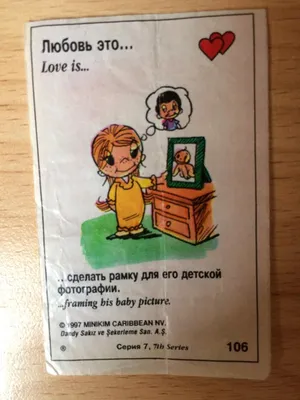 Любовь это...
Love is...
...сделать рамку для его детской
фотографии.
...framing his baby picture.
© 1997 MINIKIM CARIBBEAN NV.
Dandy Sakız ve Şekerleme San. A.Ş.
® Серия 7, 7th Series 106